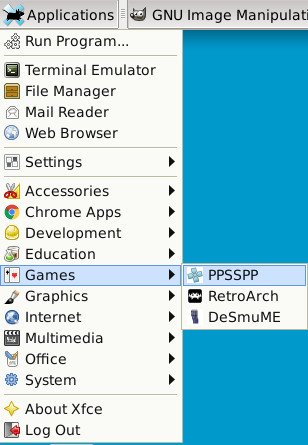 Applications
GNU Image Manipulati
Run Program...
Terminal Emulator
File Manager
Mail Reader
Web Browser
Settings
Accessories
Chrome Apps
Development
Education
Games
PPSSPP
Graphics
RetroArch
Internet
DeSmuME
Multimedia
Office
System
About Xfce
Log Out